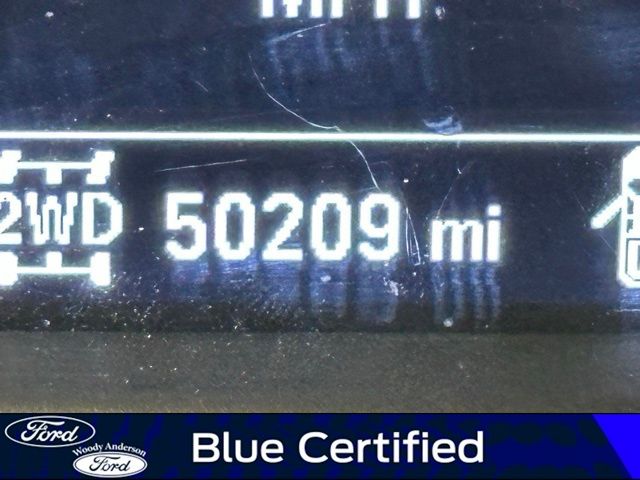 2WD 50209 mi
Ford
Woody Anderson
Ford
Blue Certified